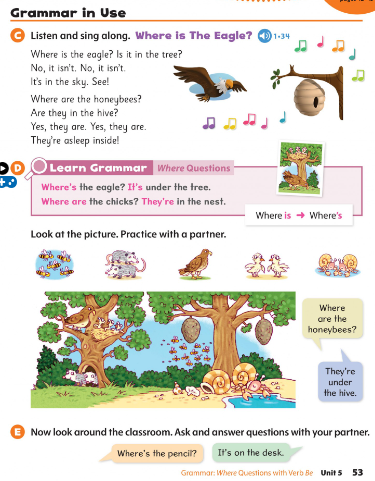 Grammar in Use
C Listen and sing along. Where is The Eagle? 1•34
Where is the eagle? Is it in the tree?
No, it isn't. No, it isn't.
It's in the sky. See!
Where are the honeybees?
Are they in the hive?
Yes, they are. Yes, they are.
They're asleep inside!
D Learn Grammar Where Questions
Where's the eagle? It's under the tree.
Where are the chicks? They're in the nest.
Where is → Where's
Look at the picture. Practice with a partner.
Where
are the
honeybees?
They're
under
the hive.
E Now look around the classroom. Ask and answer questions with your partner.
Where's the pencil?
It's on the desk.
Grammar: Where Questions with Verb Be Unit 5 53